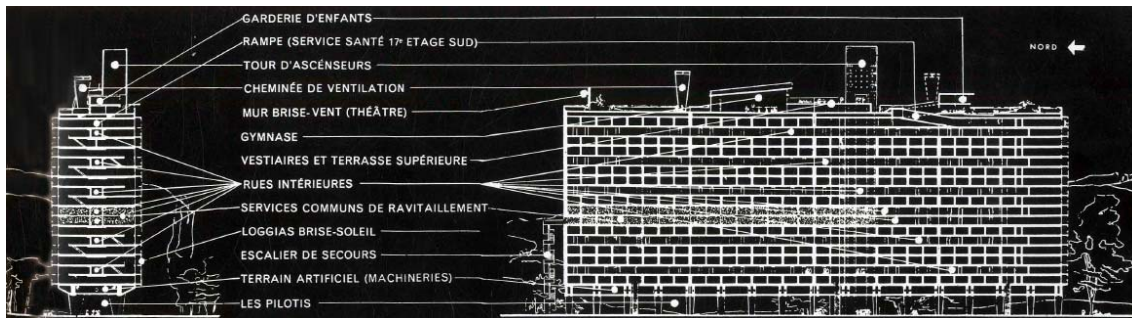 GARDERIE D'ENFANTS
RAMPE (SERVICE SANTÉ 17e ETAGE SUD)
TOUR D'ASCENSEURS
NORD
CHEMINÉE DE VENTILATION
MUR BRISE-VENT (THÉÂTRE)
GYMNASE
VESTIAIRES ET TERRASSE SUPÉRIEURE
RUES INTÉRIEURES
SERVICES COMMUNS DE RAVITAILLEMENT
LOGGIAS BRISE-SOLEIL
ESCALIER DE SECOURS
TERRAIN ARTIFICIEL (MACHINERIES)
LES PILOTIS